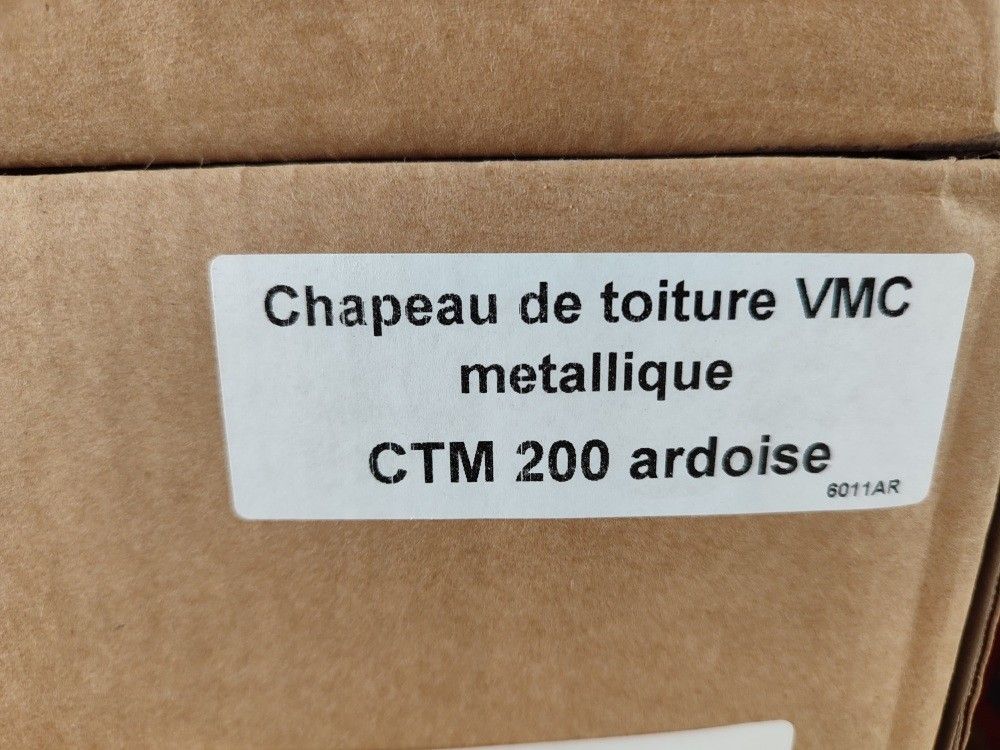 Chapeau de toiture VMC
metallique
CTM 200 ardoise
6011AR